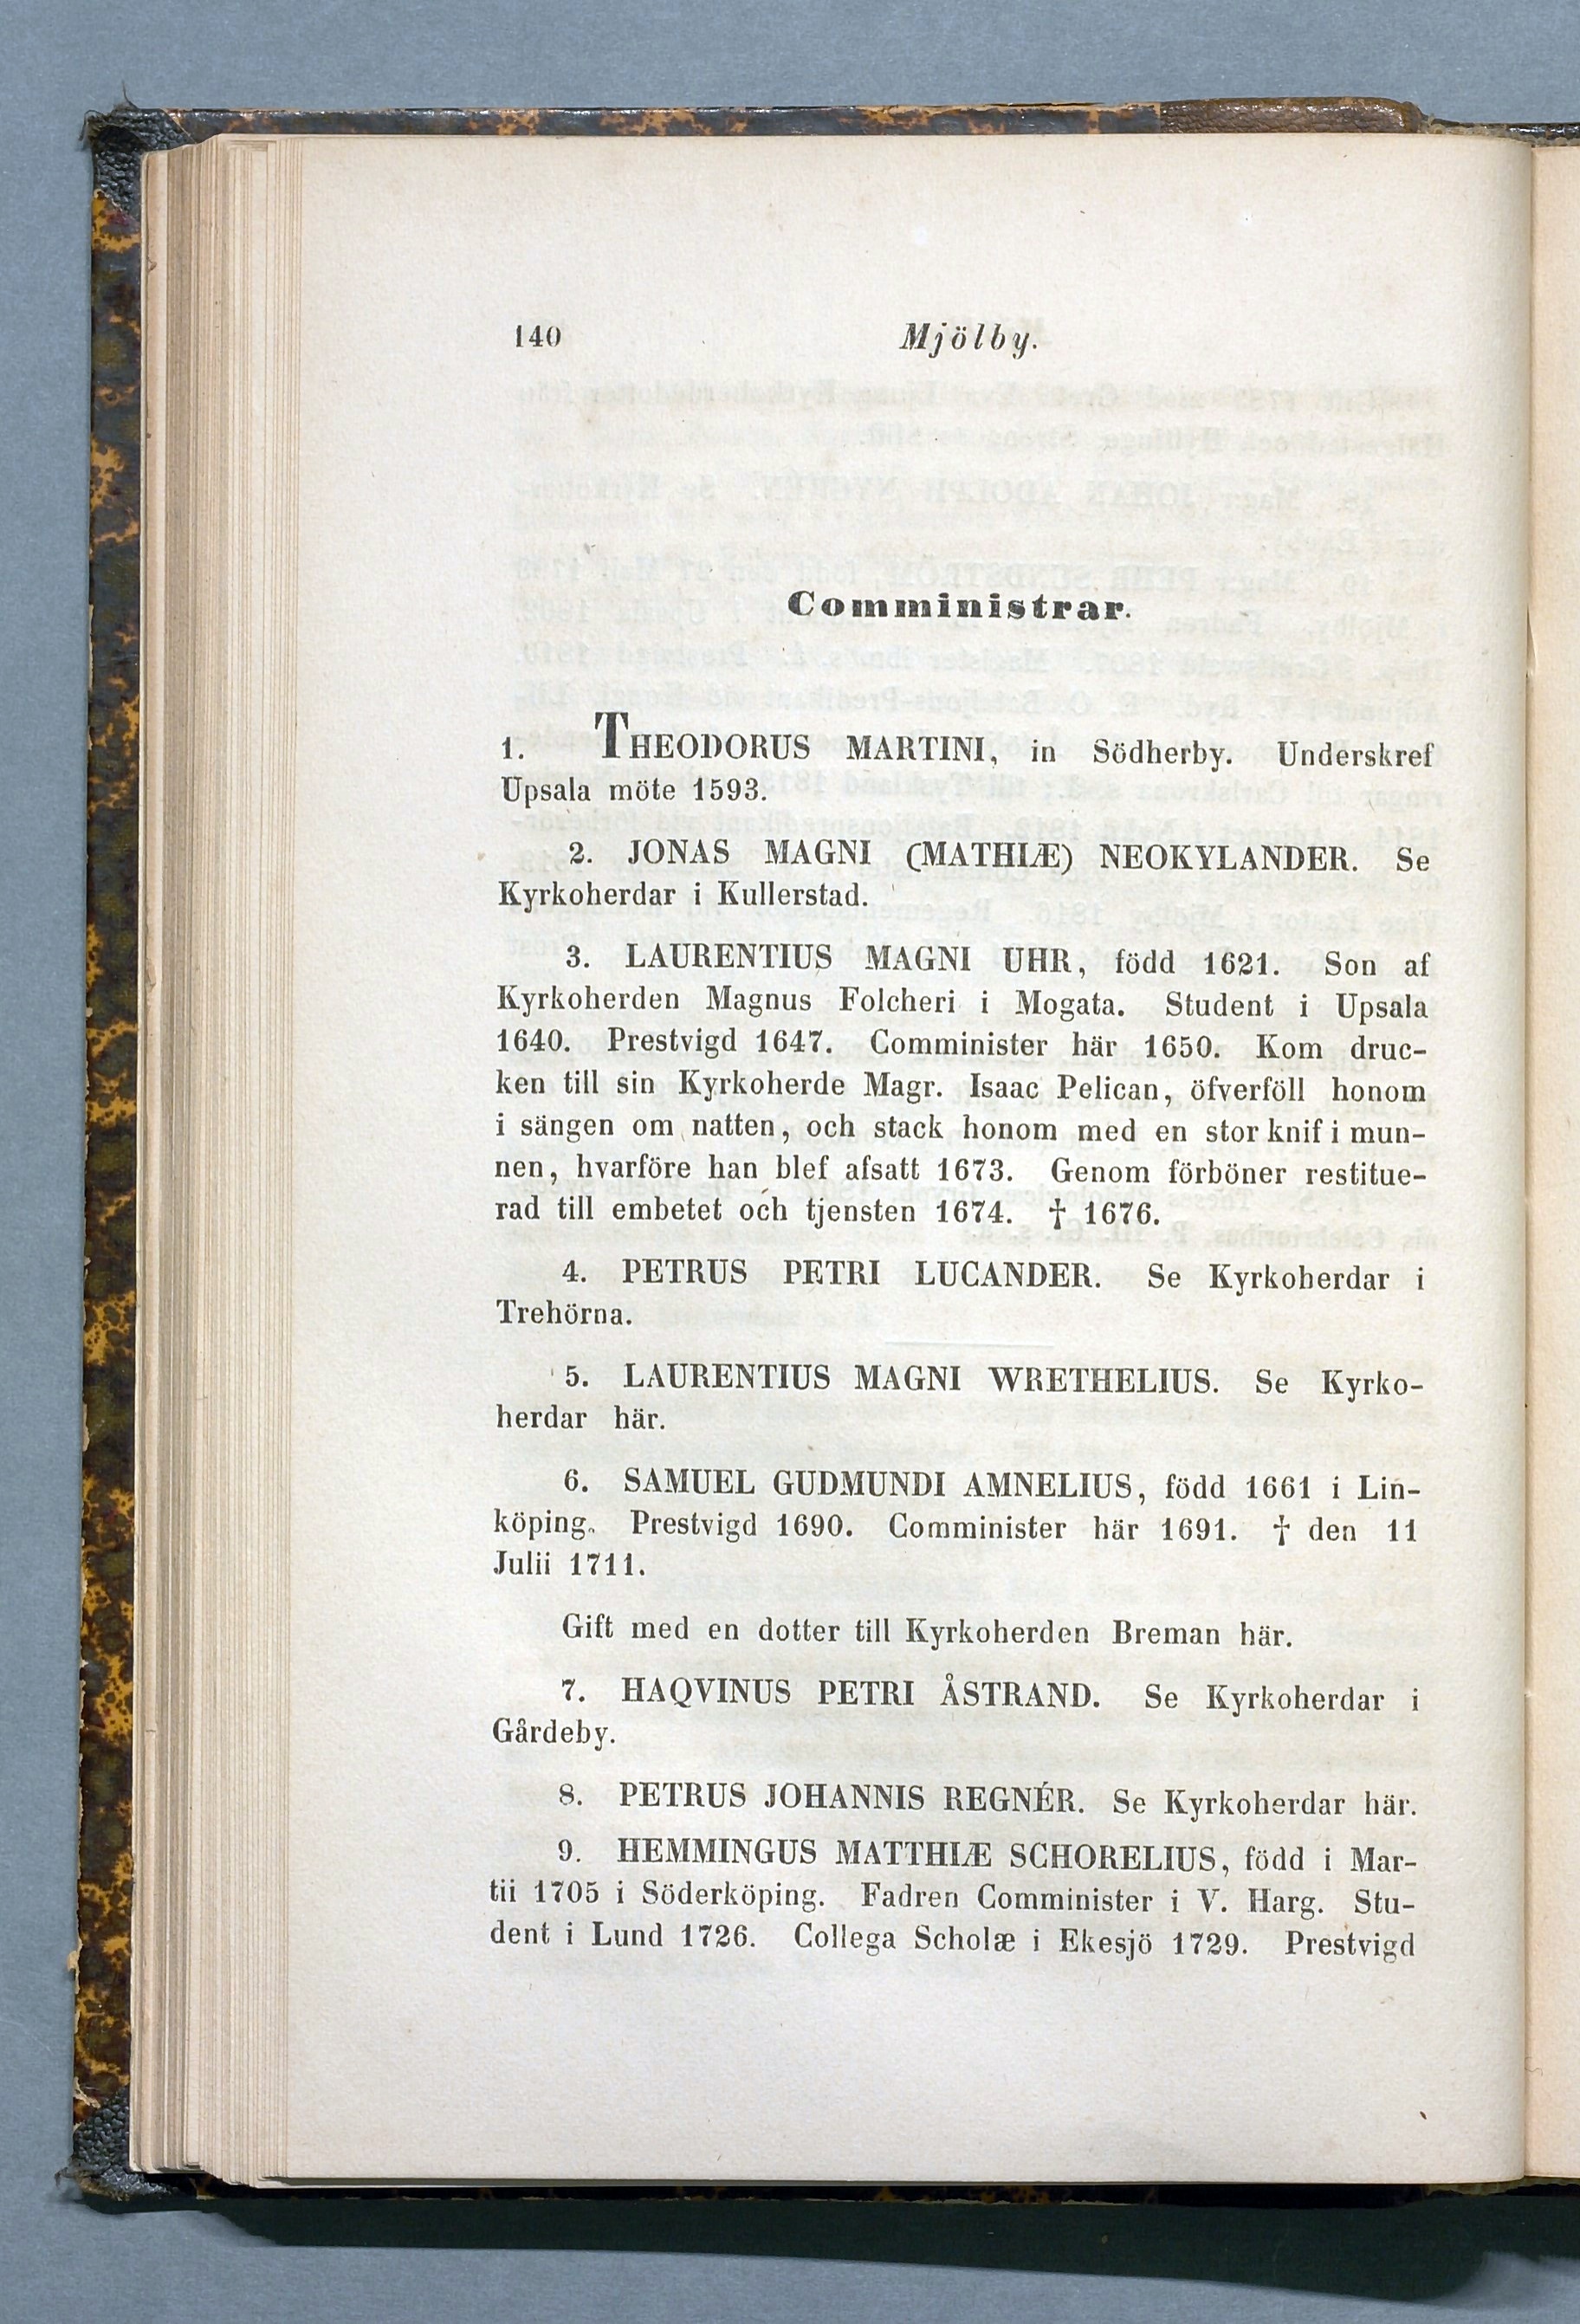 140 Mjölby.
Comministrar.
1. THEODORUS MARTINI, in Södherby. Underskref
Upsala möte 1593.
2. JONAS MAGNI (MATHIÆ) NEOKYLANDER. Se
Kyrkoherdar i Kullerstad.
3. LAURENTIUS MAGNI UHR, född 1621. Son af
Kyrkoherden Magnus Folcheri i Mogata. Student i Upsala
1640. Prestvigd 1647. Comminister här 1650. Kom druc-
ken till sin Kyrkoherde Magr. Isaac Pelican, öfverföll honom
i sängen om natten, och stack honom med en stor knif i mun-
nen, hvarföre han blef afsatt 1673. Genom förböner restitue-
rad till embetet och tjensten 1674. † 1676.
4. PETRUS PETRI LUCANDER. Se Kyrkoherdar i
Trehörna.
5. LAURENTIUS MAGNI WRETHELIUS. Se Kyrko-
herdar här.
6. SAMUEL GUDMUNDI AMNELIUS, född 1661 i Lin-
köping. Prestvigd 1690. Comminister här 1691. † den 11
Julii 1711.
Gift med en dotter till Kyrkoherden Breman här.
7. HAQVINUS PETRI ÅSTRAND. Se Kyrkoherdar i
Gårdeby.
8. PETRUS JOHANNIS REGNÉR. Se Kyrkoherdar här.
9. HEMMINGUS MATTHIÆ SCHORELIUS, född i Mar-
tii 1705 i Söderköping. Fadren Comminister i V. Harg. Stu-
dent i Lund 1726. Collega Scholæ i Ekesjö 1729. Prestvigd